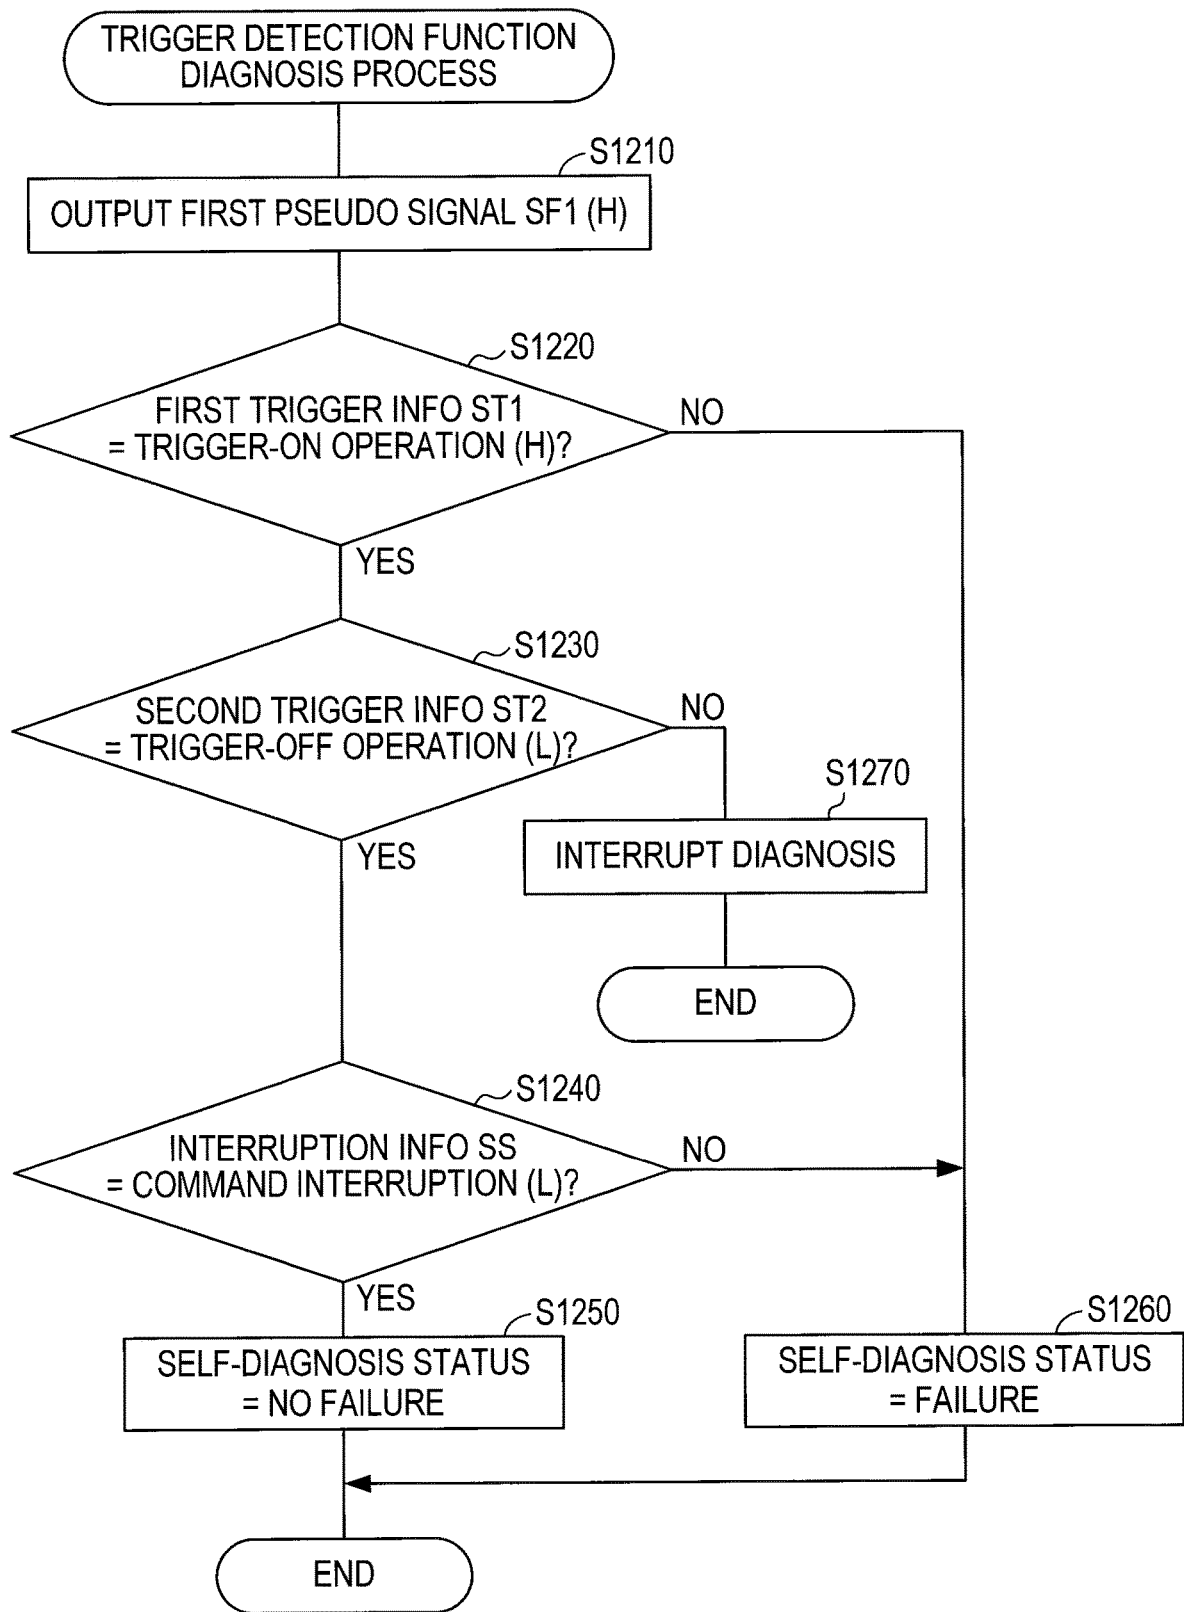 TRIGGER DETECTION FUNCTION
DIAGNOSIS PROCESS
S1210
OUTPUT FIRST PSEUDO SIGNAL SF1 (H)
S1220
FIRST TRIGGER INFO ST1
= TRIGGER-ON OPERATION (H)?
NO
YES
S1230
SECOND TRIGGER INFO ST2
= TRIGGER-OFF OPERATION (L)?
NO
YES
S1270
INTERRUPT DIAGNOSIS
END
S1240
INTERRUPTION INFO SS
= COMMAND INTERRUPTION (L)?
NO
YES
S1250
SELF-DIAGNOSIS STATUS
= NO FAILURE
S1260
SELF-DIAGNOSIS STATUS
= FAILURE
END